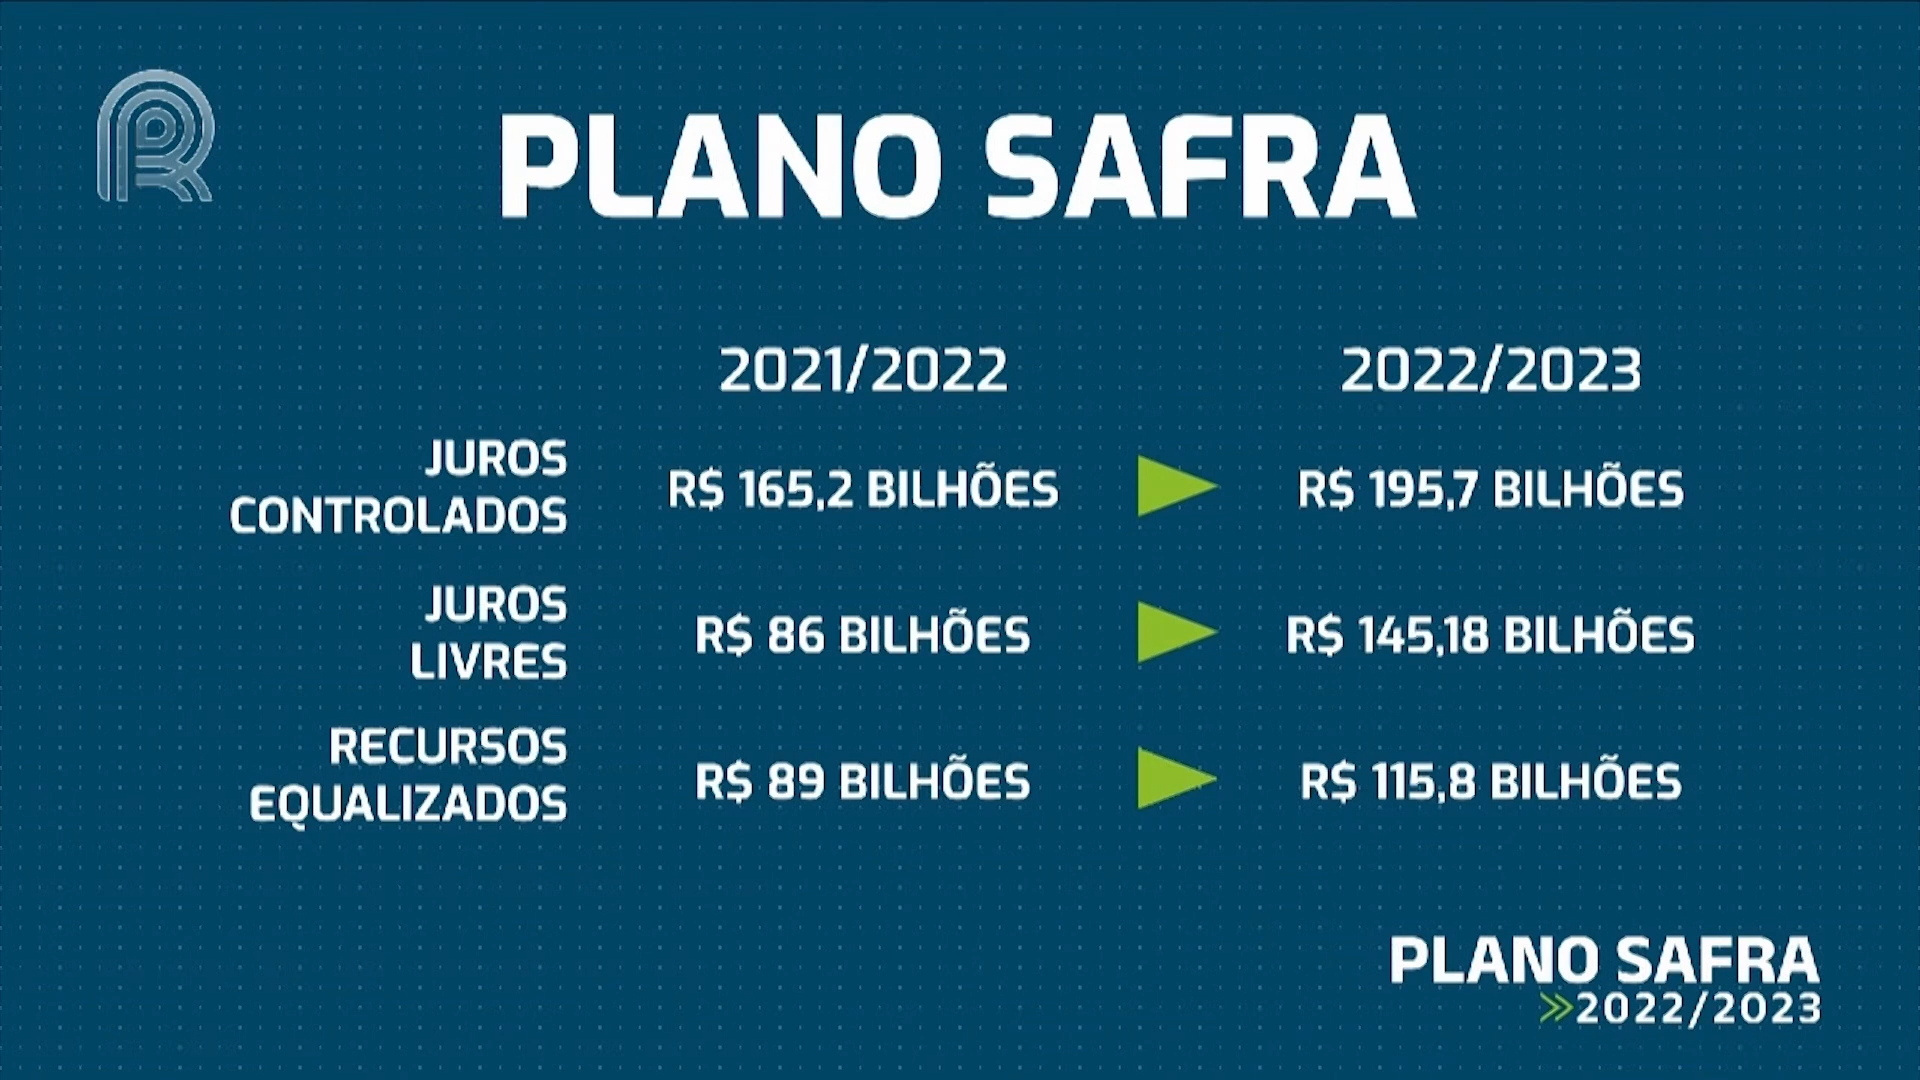 PLANO SAFRA
2021/2022 2022/2023
JUROS
CONTROLADOS
R$ 165,2 BILHÕES R$ 195,7 BILHÕES
JUROS
LIVRES
R$ 86 BILHÕES R$ 145,18 BILHÕES
RECURSOS
EQUALIZADOS
R$ 89 BILHÕES R$ 115,8 BILHÕES
PLANO SAFRA
»2022/2023